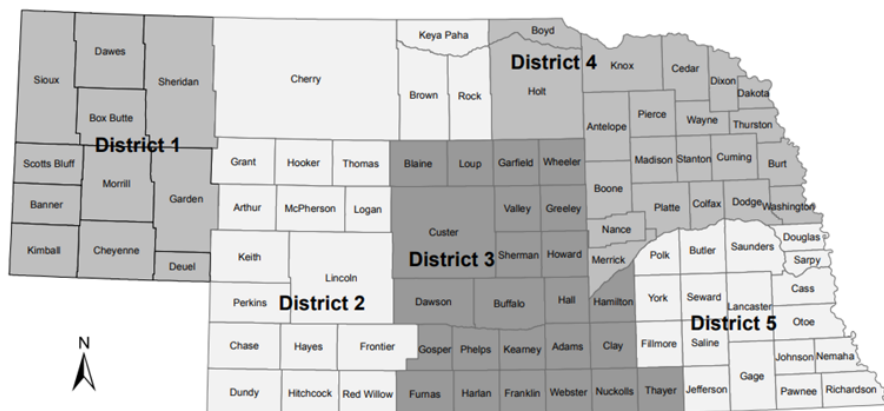 Keya Paha
Boyd
Dawes
Sioux
Sheridan
Cherry
District 4
Knox
Cedar
Dixon
Dakota
Brown
Rock
Holt
Box Butte
Antelope
Pierce
Wayne
Thurston
District 1
Scotts Bluff
Grant
Hooker
Thomas
Blaine
Loup
Garfield
Wheeler
Madison
Stanton
Cuming
Burt
Morrill
Garden
Boone
Banner
Arthur
McPherson
Logan
Valley
Greeley
Platte
Colfax
Dodge
Washington
Custer
Nance
Kimball
Cheyenne
Deuel
Keith
Lincoln
District 3
Sherman
Howard
Merrick
Polk
Butler
Saunders
Douglas
Sarpy
Perkins
District 2
Dawson
Buffalo
Hall
Hamilton
York
Seward
Lancaster
Cass
District 5
Otoe
N
Chase
Hayes
Frontier
Gosper
Phelps
Kearney
Adams
Clay
Fillmore
Saline
Johnson
Nemaha
Gage
Dundy
Hitchcock
Red Willow
Furnas
Harlan
Franklin
Webster
Nuckolls
Thayer
Jefferson
Pawnee
Richardson